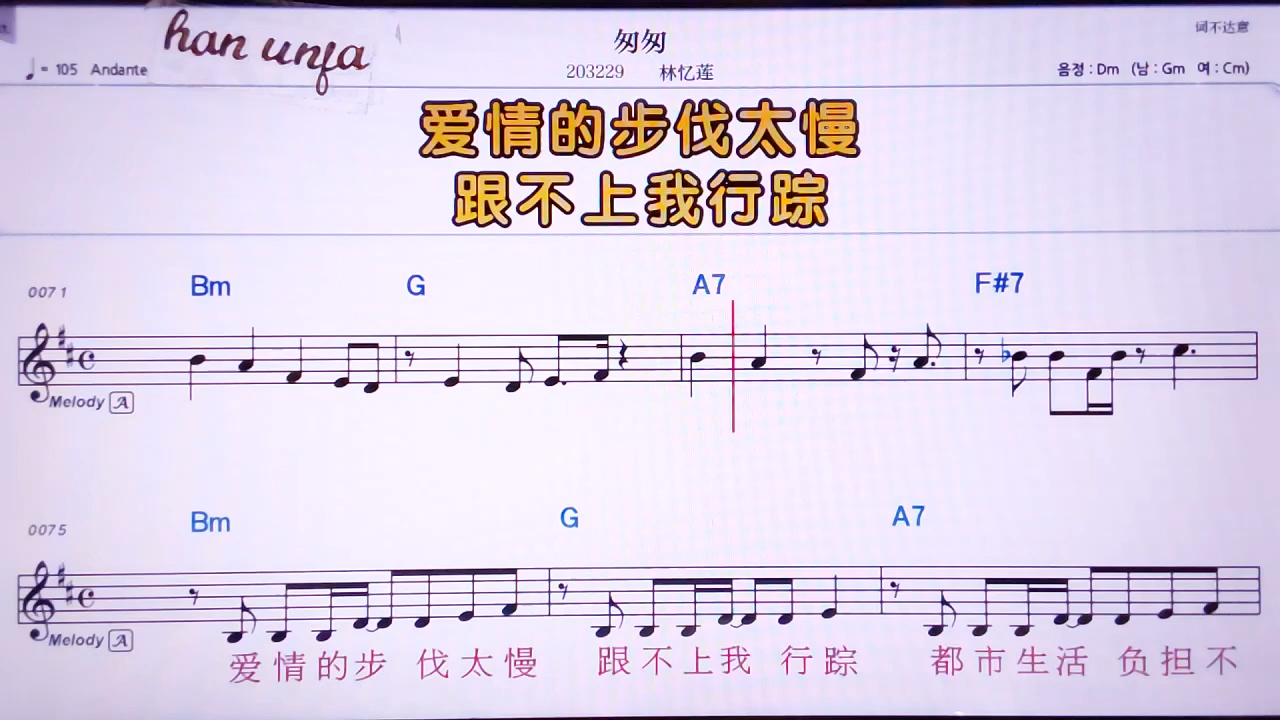 han unfa
匆匆
词不达意
♩= 105 Andante
203229 林忆莲
음정 : Dm (남 : Gm 여 : Cm)
爱情的步伐太慢
跟不上我行踪
0071
Bm G A7 F#7
Melody A
0075
Bm G A7
Melody A
爱情的步 伐太慢 跟不上我 行踪 都市生活 负担不